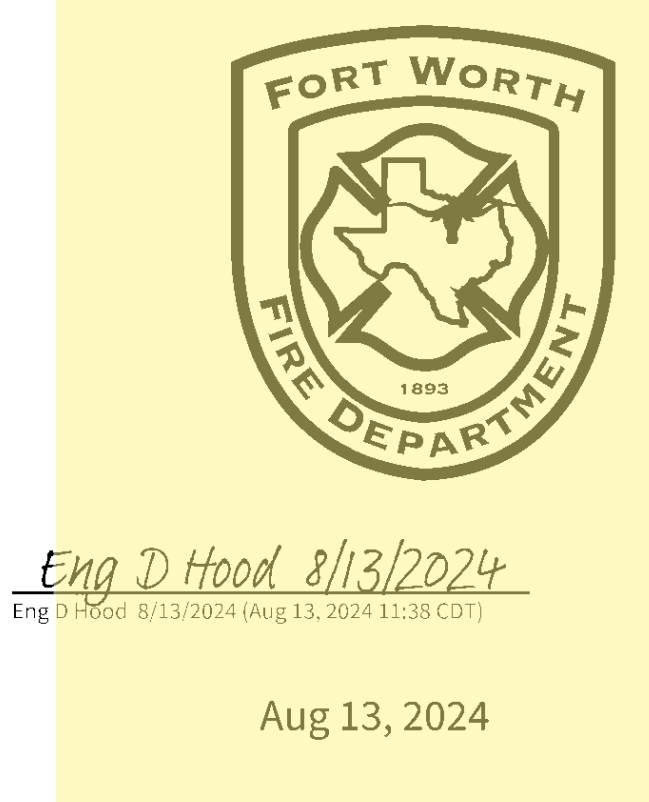 FORT WORTH
1893
FIRE DEPARTMENT
Eng D Hood 8/13/2024
Eng D Hood 8/13/2024 (Aug 13, 2024 11:38 CDT)
Aug 13, 2024